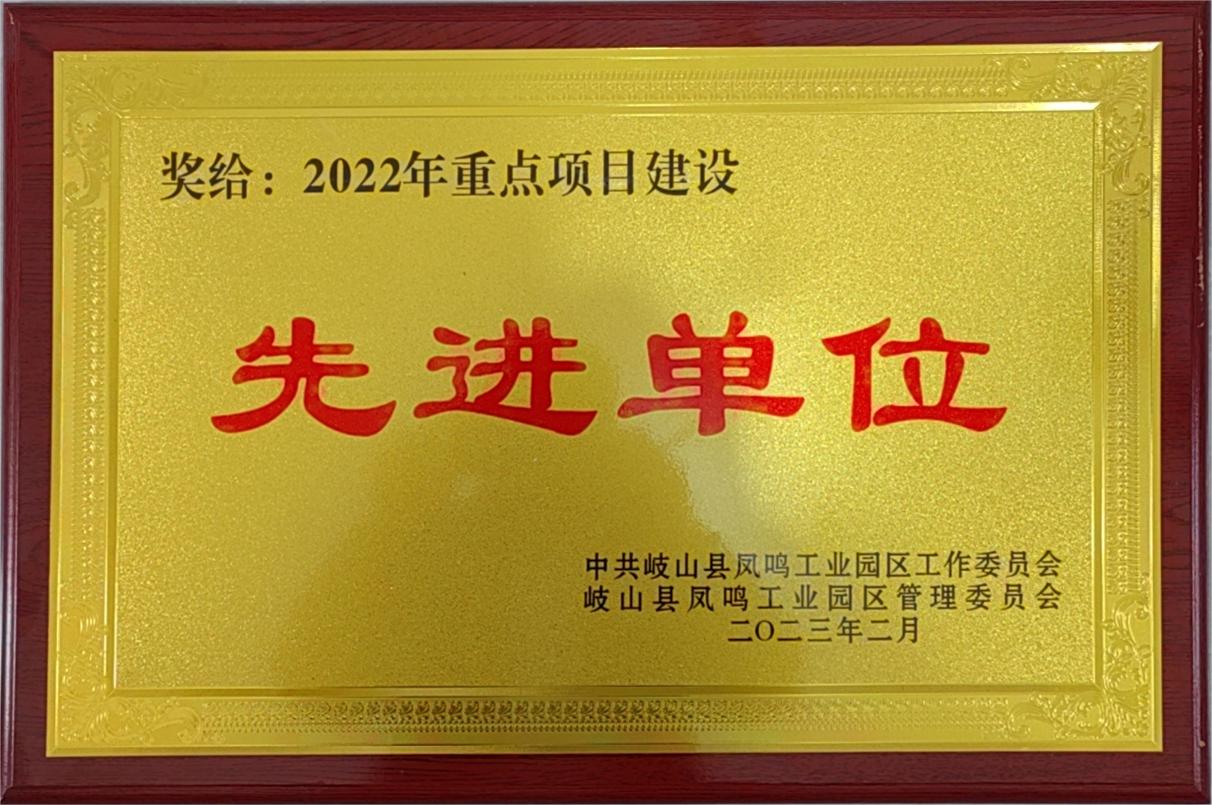 奖给：2022年重点项目建设
先进单位
中共岐山县凤鸣工业园区工作委员会
岐山县凤鸣工业园区管理委员会
二〇二三年二月